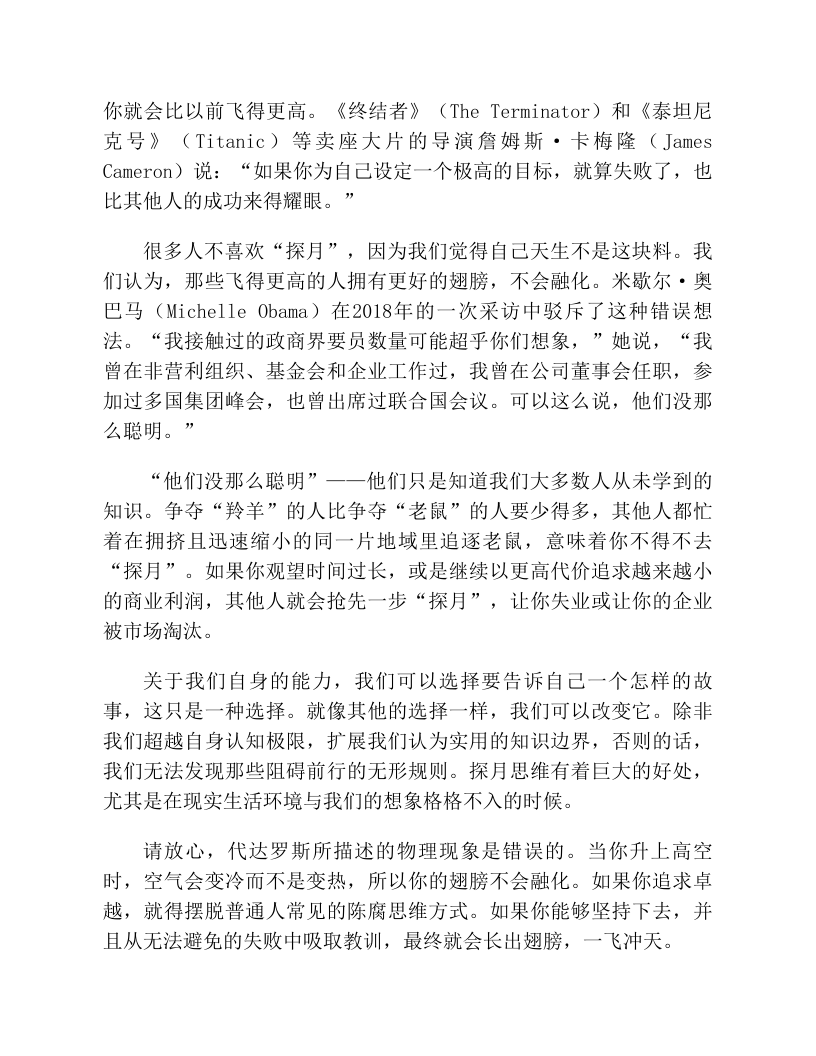 你就会比以前飞得更高。《终结者》（The Terminator）和《泰坦尼
克号》（Titanic）等卖座大片的导演詹姆斯·卡梅隆（James
Cameron）说：“如果你为自己设定一个极高的目标，就算失败了，也
比其他人的成功来得耀眼。”
很多人不喜欢“探月”，因为我们觉得自己天生不是这块料。我
们认为，那些飞得更高的人拥有更好的翅膀，不会融化。米歇尔·奥
巴马（Michelle Obama）在2018年的一次采访中驳斥了这种错误想
法。“我接触过的政商界要员数量可能超乎你们想象，”她说，“我
曾在非营利组织、基金会和企业工作过，我曾在公司董事会任职，参
加过多国集团峰会，也曾出席过联合国会议。可以这么说，他们没那
么聪明。”
“他们没那么聪明”——他们只是知道我们大多数人从未学到的
知识。争夺“羚羊”的人比争夺“老鼠”的人要少得多，其他人都忙
着在拥挤且迅速缩小的同一片地域里追逐老鼠，意味着你不得不去
“探月”。如果你观望时间过长，或是继续以更高代价追求越来越小
的商业利润，其他人就会抢先一步“探月”，让你失业或让你的企业
被市场淘汰。
关于我们自身的能力，我们可以选择要告诉自己一个怎样的故
事，这只是一种选择。就像其他的选择一样，我们可以改变它。除非
我们超越自身认知极限，扩展我们认为实用的知识边界，否则的话，
我们无法发现那些阻碍前行的无形规则。探月思维有着巨大的好处，
尤其是在现实生活环境与我们的想象格格不入的时候。
请放心，代达罗斯所描述的物理现象是错误的。当你升上高空
时，空气会变冷而不是变热，所以你的翅膀不会融化。如果你追求卓
越，就得摆脱普通人常见的陈腐思维方式。如果你能够坚持下去，并
且从无法避免的失败中吸取教训，最终就会长出翅膀，一飞冲天。